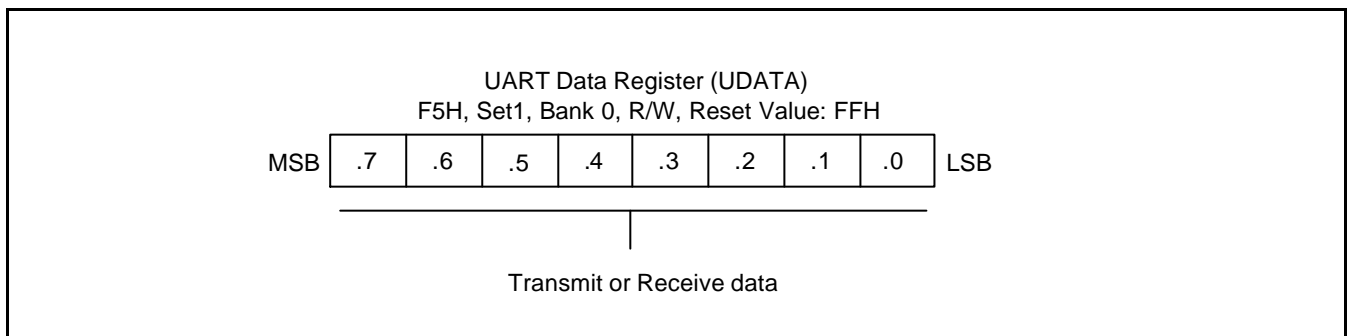 UART Data Register (UDATA)
F5H, Set1, Bank 0, R/W, Reset Value: FFH
MSB .7 .6 .5 .4 .3 .2 .1 .0 LSB
Transmit or Receive data